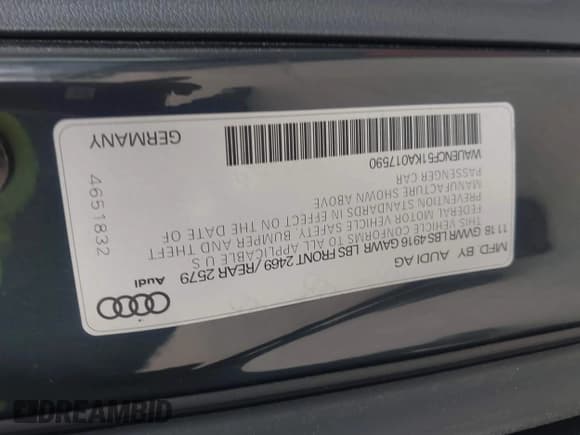 MFD. BY AUDI AG
11 18 GVWR LBS 4916 GAWR LBS FRONT 2469 / REAR 2579
THIS VEHICLE CONFORMS TO ALL APPLICABLE U S
FEDERAL MOTOR VEHICLE SAFETY, BUMPER AND THEFT
PREVENTION STANDARDS IN EFFECT ON THE DATE OF
MANUFACTURE SHOWN ABOVE
PASSENGER CAR
WAUENCF51KA017590
Audi
4651832
GERMANY
DREAMBID